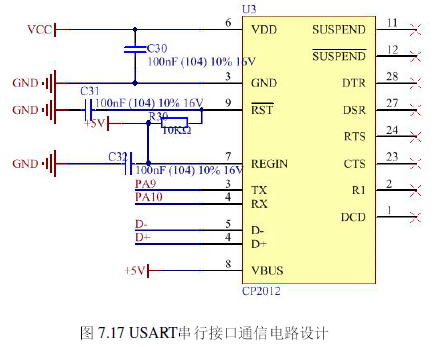 U3
VCC 6 VDD SUSPEND 11
C30
100nF (104) 10% 16V SUSPEND 12
GND 3 GND DTR 28
C31
GND 100nF (104) 10% 16V 9 RST DSR 27
+5V R30
10KΩ RTS 24
GND C32 7 REGIN CTS 23
100nF (104) 10% 16V
PA9 3 TX R1 2
PA10 4 RX
DCD 1
D- 5 D-
D+ 4 D+
+5V 8 VBUS
CP2012
图 7.17 USART串行接口通信电路设计